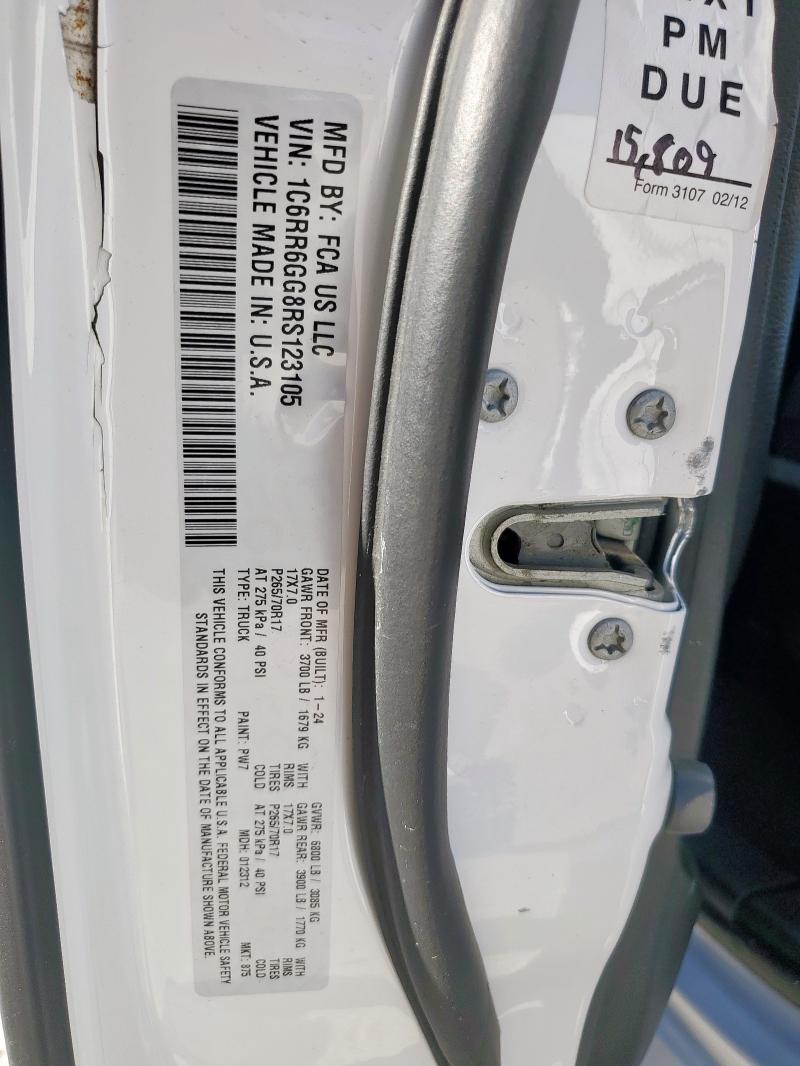 MFD BY: FCA US LLC
VIN: 1C6RR6GG8RS123105
VEHICLE MADE IN: U.S.A.
DATE OF MFR (BUILT): 1-24 GVWR: 6800 LB / 3085 KG
GAWR FRONT: 3700 LB / 1679 KG WITH GAWR REAR: 3900 LB / 1770 KG WITH
17X7.0 RIMS 17X7.0 RIMS
P265/70R17 TIRES P265/70R17 TIRES
AT 275 kPa / 40 PSI COLD AT 275 kPa / 40 PSI COLD
TYPE: TRUCK PAINT: PW7 MDH: 012312 MKT: 875
THIS VEHICLE CONFORMS TO ALL APPLICABLE U.S.A. FEDERAL MOTOR VEHICLE SAFETY
STANDARDS IN EFFECT ON THE DATE OF MANUFACTURE SHOWN ABOVE.
PM
DUE
15,809
Form 3107 02/12